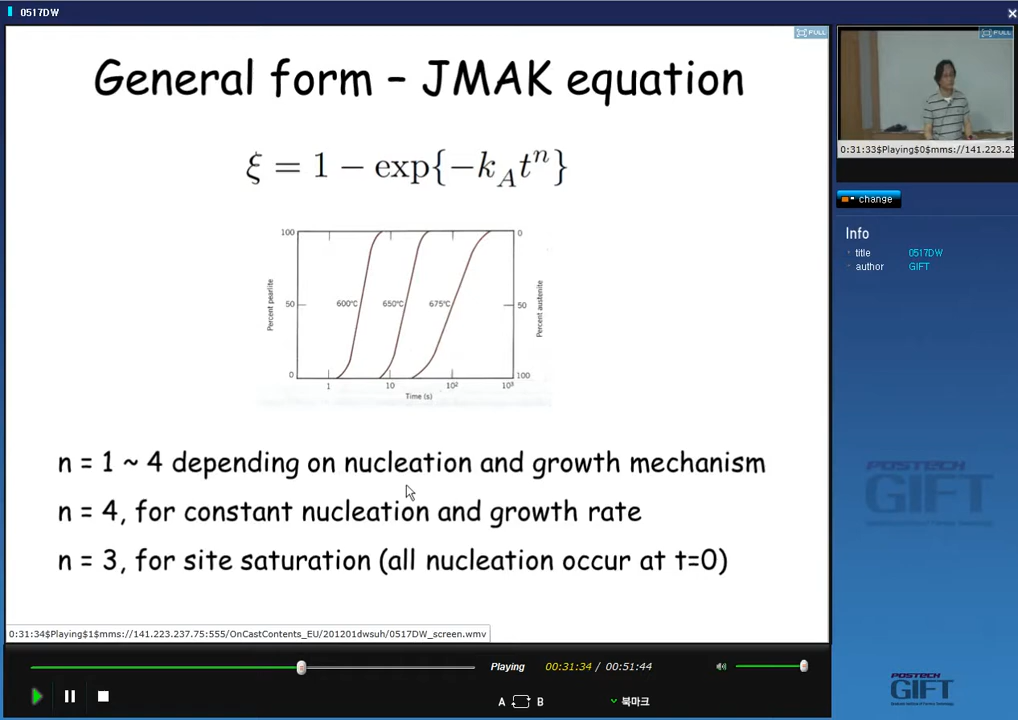 0517DW
FULL
General form – JMAK equation
ξ = 1 − exp{−k_A t^n}
100
50
0
Percent pearlite
600°C
650°C
675°C
0
50
100
Percent austenite
1
10
10²
10³
Time (s)
n = 1 ~ 4 depending on nucleation and growth mechanism
n = 4, for constant nucleation and growth rate
n = 3, for site saturation (all nucleation occur at t=0)
0:31:34$Playing$1$mms://141.223.237.75:555/OnCastContents_EU/201201dwsuh/0517DW_screen.wmv
FULL
0:31:33$Playing$0$mms://141.223.23
change
Info
title 0517DW
author GIFT
POSTECH
GIFT
Playing 00:31:34 / 00:51:44
A B 북마크
POSTECH
GIFT